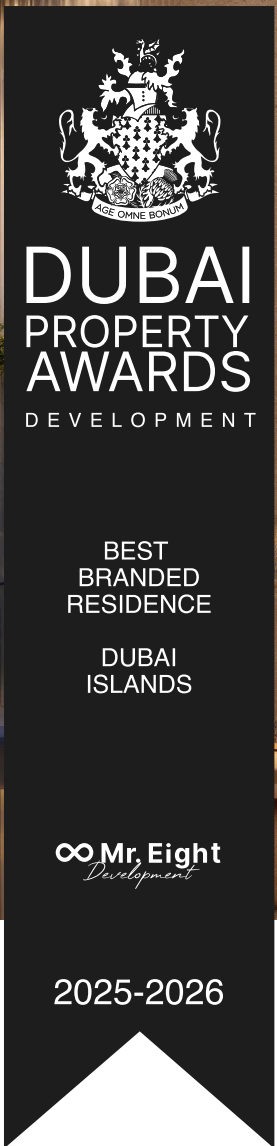 AGE OMNE BONUM
DUBAI
PROPERTY
AWARDS
DEVELOPMENT
BEST
BRANDED
RESIDENCE
DUBAI
ISLANDS
Mr. Eight
Development
2025-2026